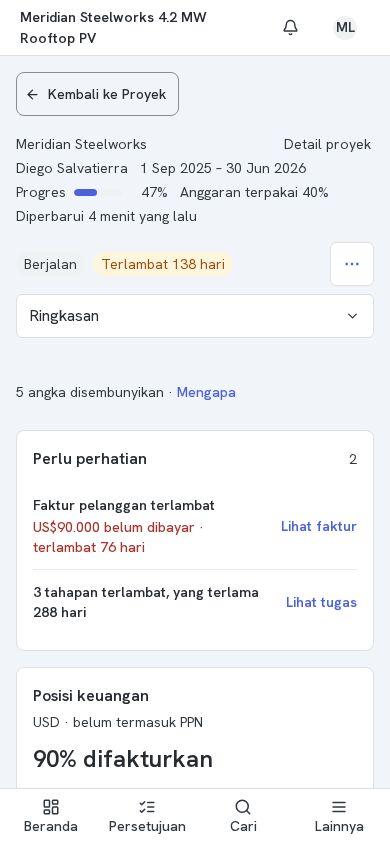 Meridian Steelworks 4.2 MW
Rooftop PV
ML
Kembali ke Proyek
Meridian Steelworks
Detail proyek
Diego Salvatierra 1 Sep 2025 – 30 Jun 2026
Progres 47% Anggaran terpakai 40%
Diperbarui 4 menit yang lalu
Berjalan
Terlambat 138 hari
Ringkasan
5 angka disembunyikan · Mengapa
Perlu perhatian
2
Faktur pelanggan terlambat
US$90.000 belum dibayar ·
terlambat 76 hari
Lihat faktur
3 tahapan terlambat, yang terlama
288 hari
Lihat tugas
Posisi keuangan
USD · belum termasuk PPN
90% difakturkan
Beranda
Persetujuan
Cari
Lainnya